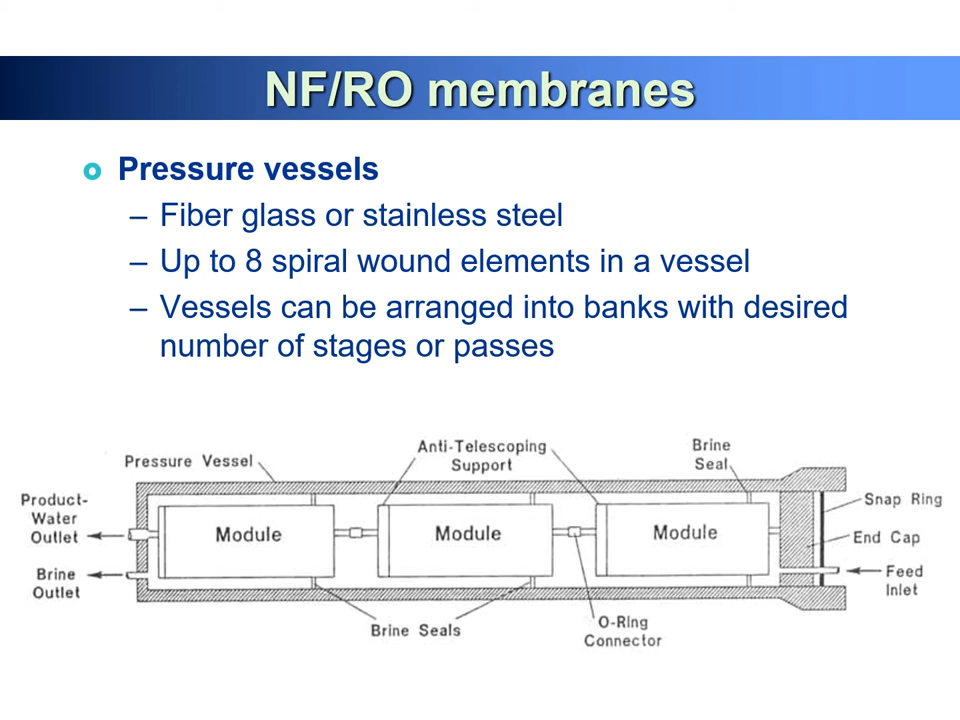 NF/RO membranes
Pressure vessels
– Fiber glass or stainless steel
– Up to 8 spiral wound elements in a vessel
– Vessels can be arranged into banks with desired
number of stages or passes
Anti-Telescoping
Support
Brine
Seal
Pressure Vessel
Product-
Water
Outlet
Snap Ring
Module
Module
Module
End Cap
Brine
Outlet
Feed
Inlet
Brine Seals
O-Ring
Connector